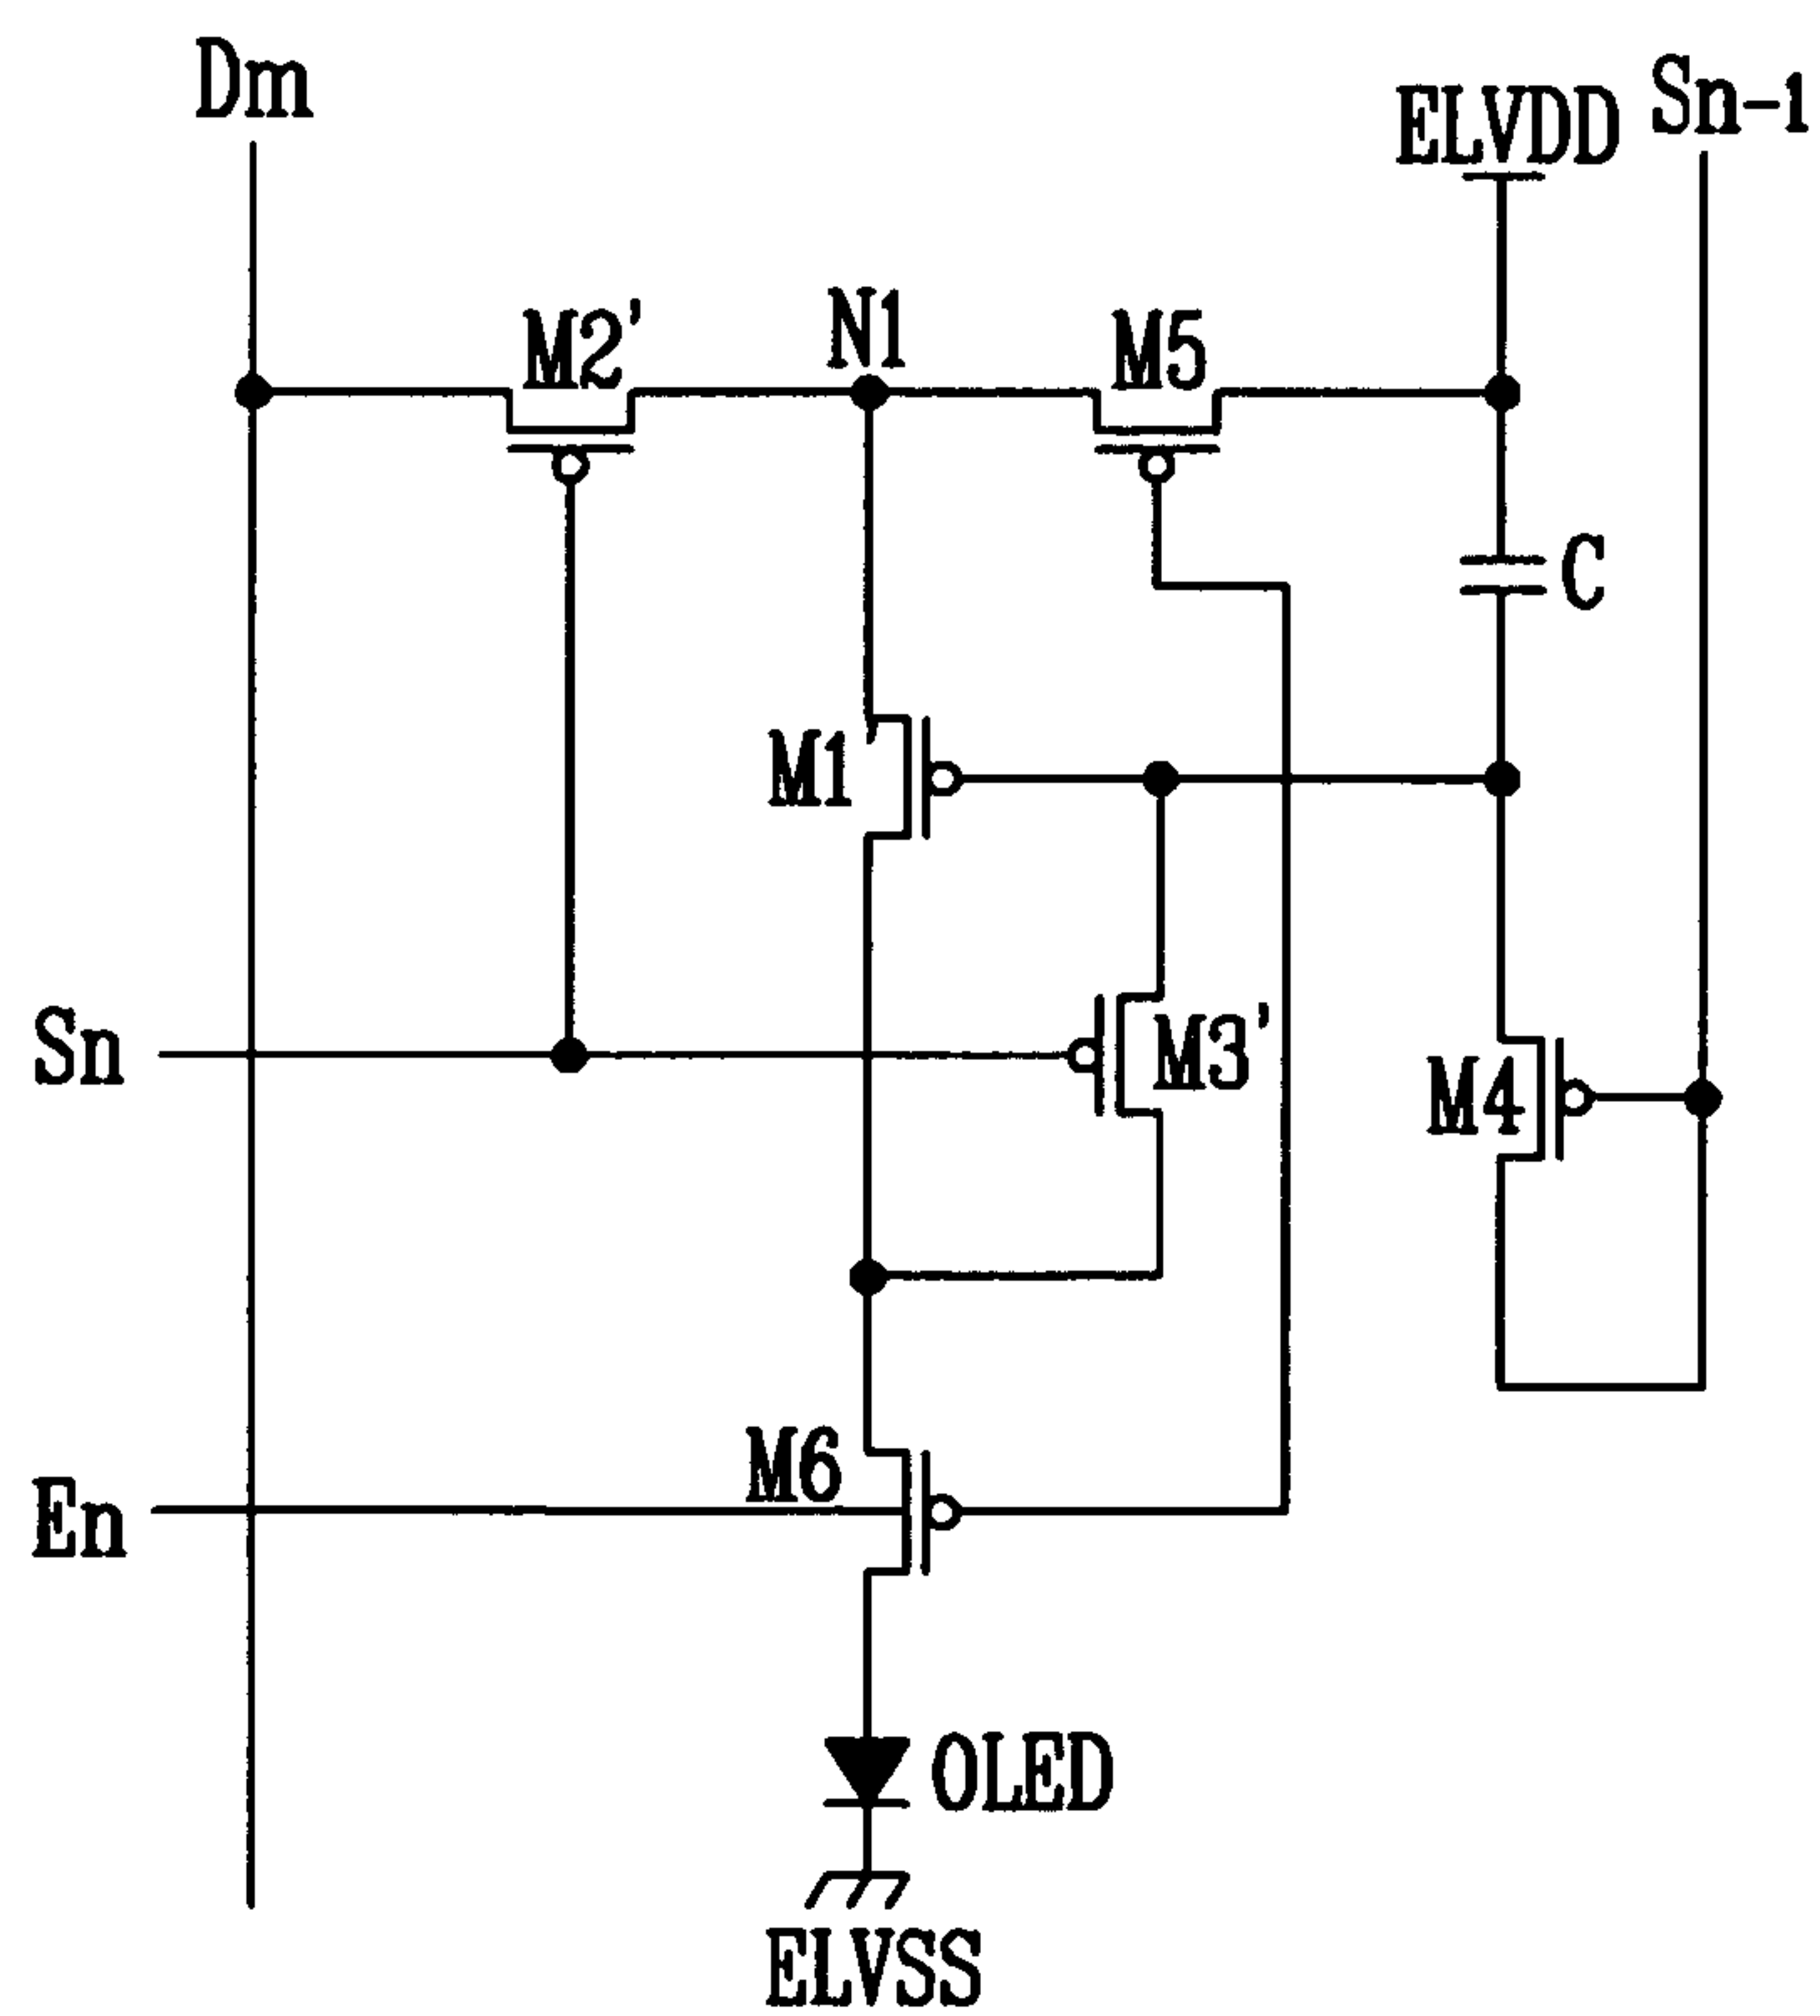 Dm
ELVDD
Sn-1
M2'
N1
M5
C
M1
Sn
M3'
M4
M6
En
OLED
ELVSS